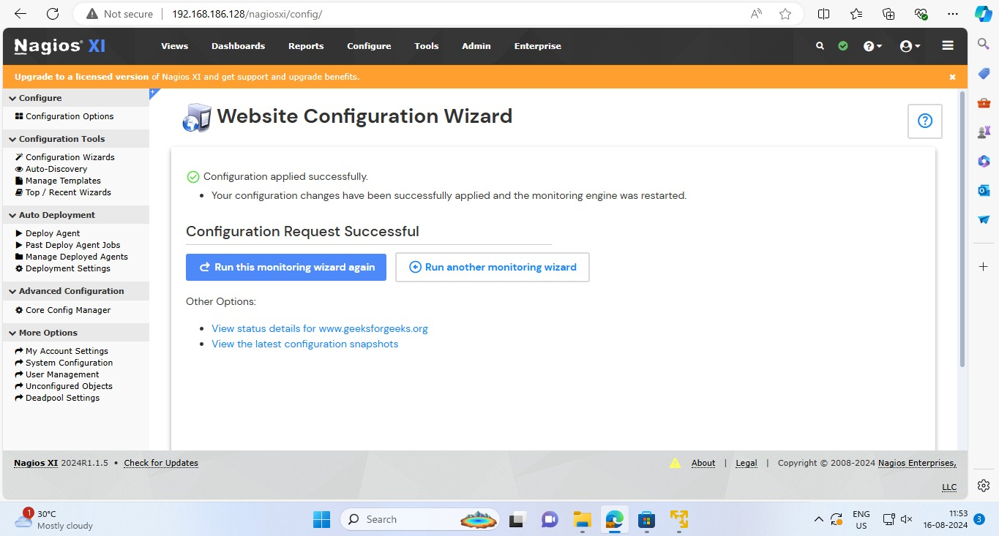 Not secure
192.168.186.128/nagiosxi/config/
Nagios® XI
Views
Dashboards
Reports
Configure
Tools
Admin
Enterprise
Upgrade to a licensed version of Nagios XI and get support and upgrade benefits.
Configure
Configuration Options
Configuration Tools
Configuration Wizards
Auto-Discovery
Manage Templates
Top / Recent Wizards
Auto Deployment
Deploy Agent
Past Deploy Agent Jobs
Manage Deployed Agents
Deployment Settings
Advanced Configuration
Core Config Manager
More Options
My Account Settings
System Configuration
User Management
Unconfigured Objects
Deadpool Settings
Website Configuration Wizard
Configuration applied successfully.
• Your configuration changes have been successfully applied and the monitoring engine was restarted.
Configuration Request Successful
Run this monitoring wizard again
Run another monitoring wizard
Other Options:
• View status details for www.geeksforgeeks.org
• View the latest configuration snapshots
Nagios XI 2024R1.1.5 • Check for Updates
About | Legal | Copyright © 2008-2024 Nagios Enterprises,
LLC
1
30°C
Mostly cloudy
Search
ENG
US
11:53
16-08-2024
3